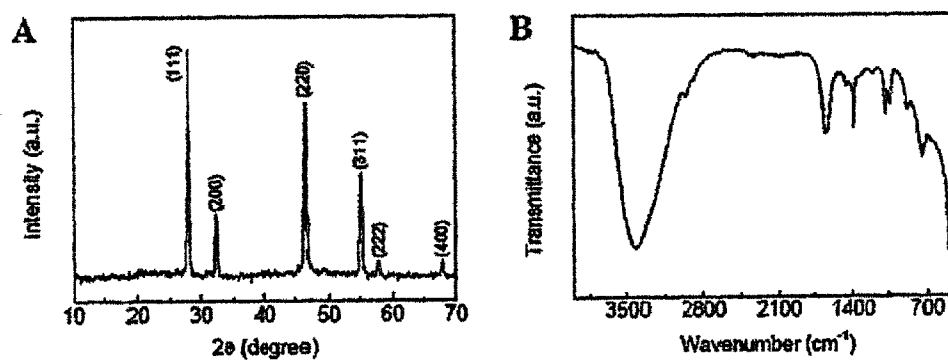 A
Intensity (a.u.)
(111)
(200)
(220)
(311)
(222)
(400)
10 20 30 40 50 60 70
2θ (degree)
B
Transmittance (a.u.)
3500 2800 2100 1400 700
Wavenumber (cm⁻¹)